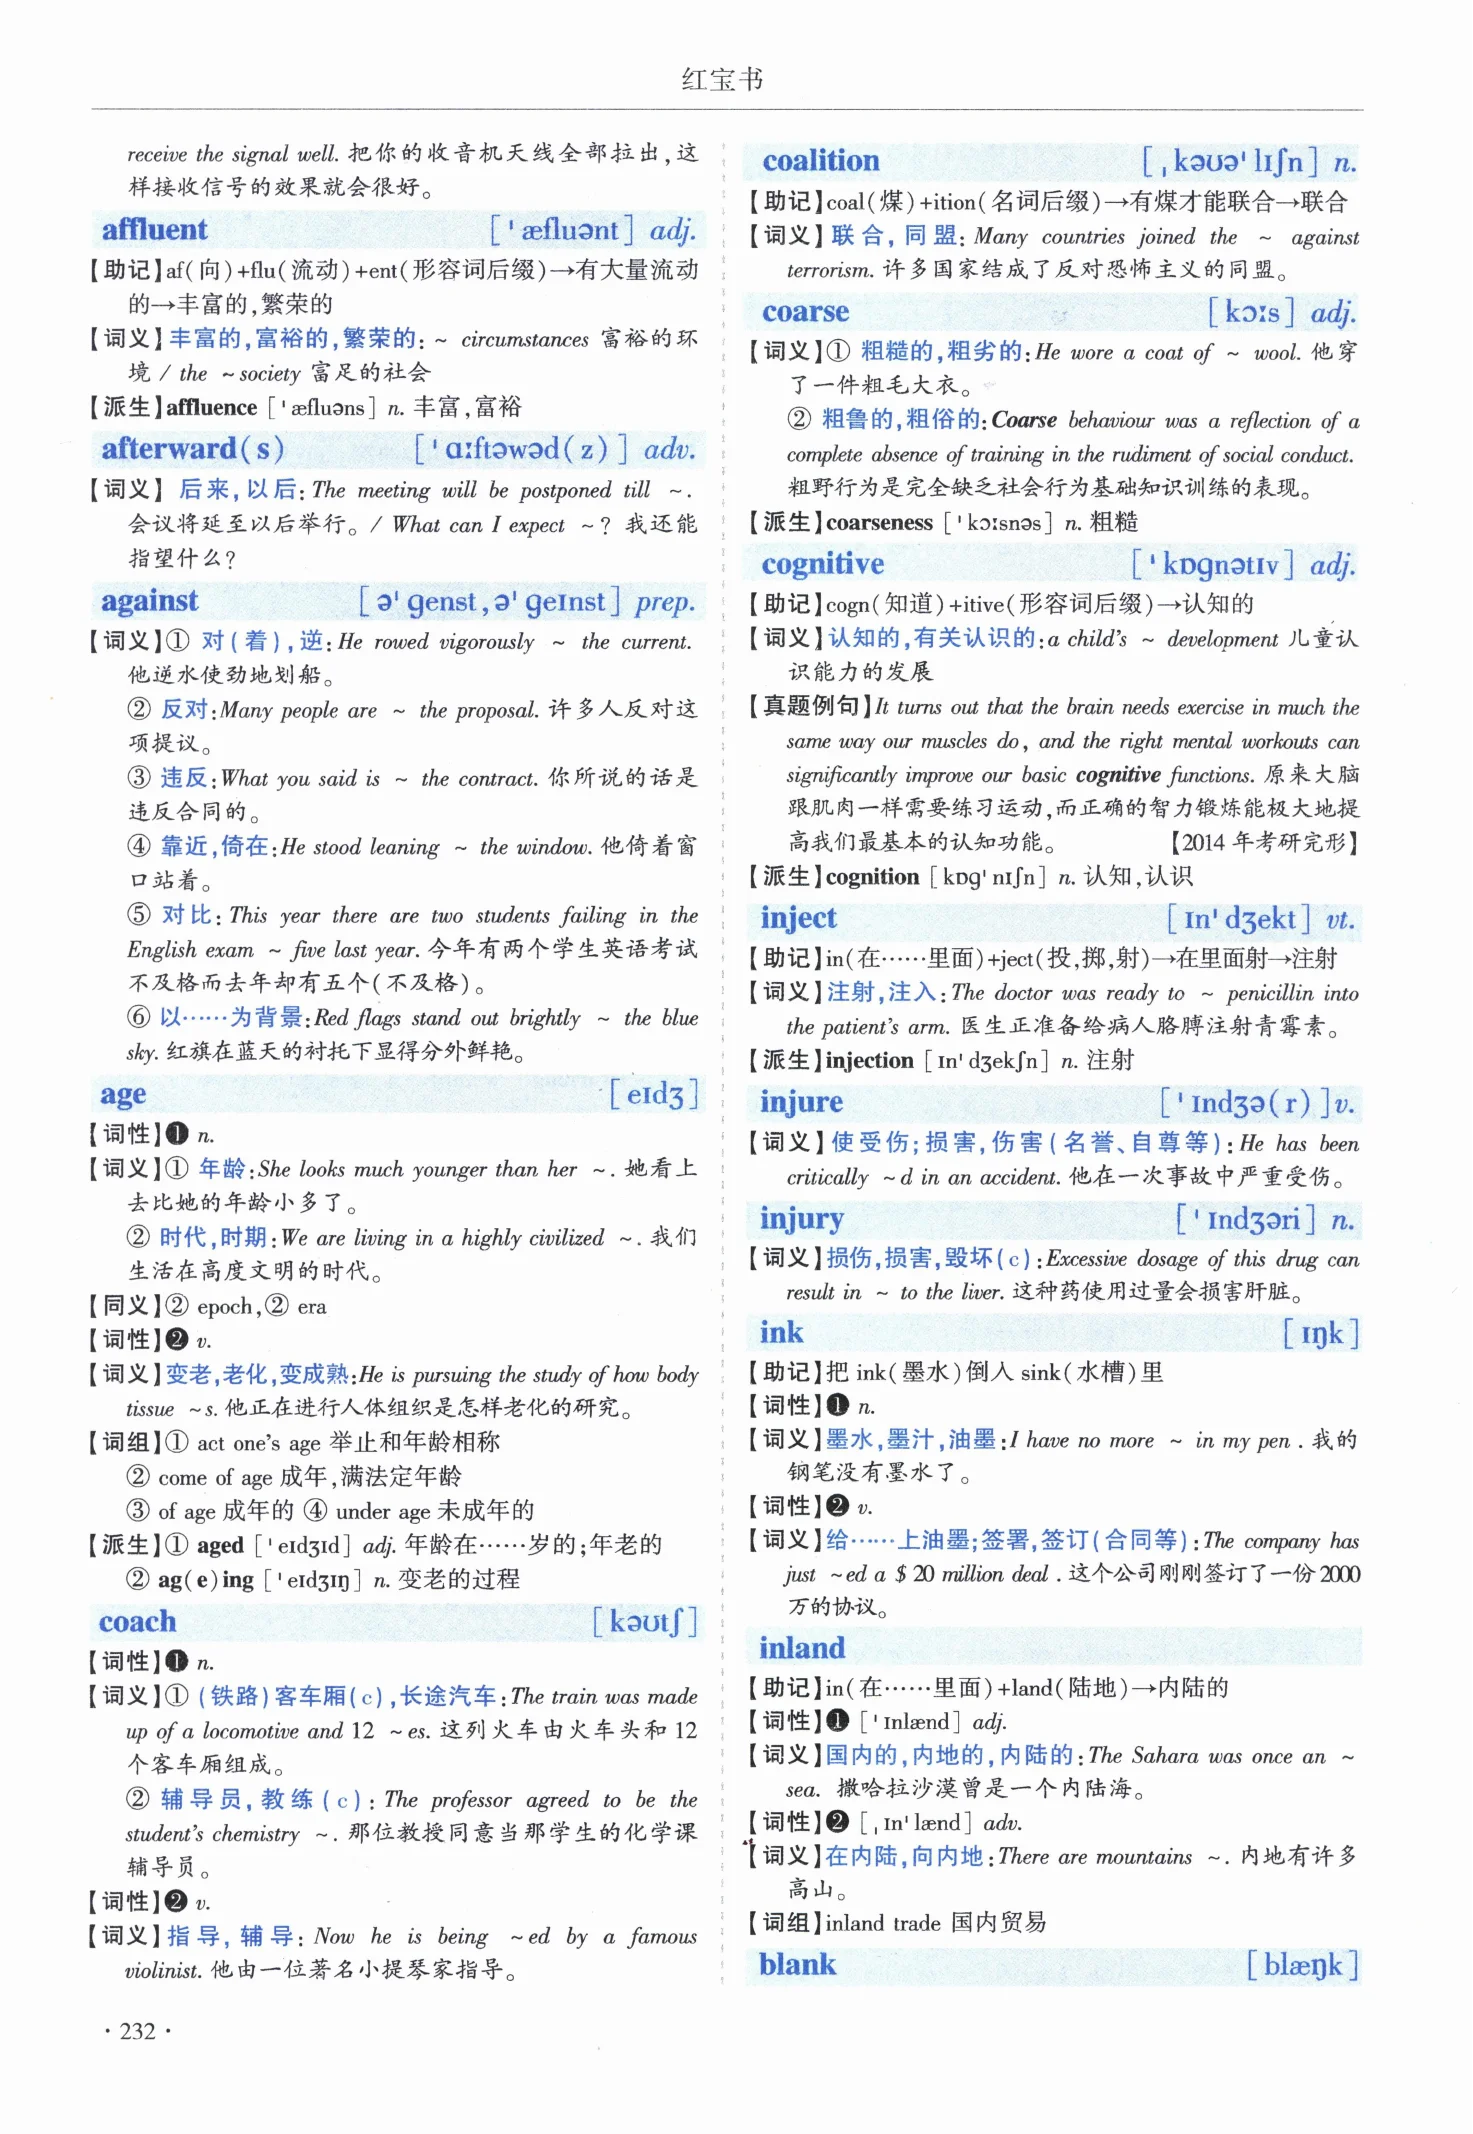 红宝书
receive the signal well. 把你的收音机天线全部拉出,这
样接收信号的效果就会很好。
affluent [ˈæfluənt] adj.
【助记】af(向)+flu(流动)+ent(形容词后缀)→有大量流动
的→丰富的,繁荣的
【词义】丰富的,富裕的,繁荣的: ~ circumstances 富裕的环
境 / the ~society 富足的社会
【派生】affluence [ˈæfluəns] n. 丰富,富裕
afterward(s) [ˈɑːftəwəd(z)] adv.
【词义】后来,以后: The meeting will be postponed till ~.
会议将延至以后举行。/ What can I expect ~? 我还能
指望什么?
against [əˈgenst,əˈgeɪnst] prep.
【词义】① 对(着),逆: He rowed vigorously ~ the current.
他逆水使劲地划船。
② 反对:Many people are ~ the proposal. 许多人反对这
项提议。
③ 违反:What you said is ~ the contract. 你所说的话是
违反合同的。
④ 靠近,倚在:He stood leaning ~ the window. 他倚着窗
口站着。
⑤ 对比: This year there are two students failing in the
English exam ~ five last year. 今年有两个学生英语考试
不及格而去年却有五个(不及格)。
⑥ 以……为背景:Red flags stand out brightly ~ the blue
sky. 红旗在蓝天的衬托下显得分外鲜艳。
age [eɪdʒ]
【词性】❶ n.
【词义】① 年龄:She looks much younger than her ~. 她看上
去比她的年龄小多了。
② 时代,时期:We are living in a highly civilized ~. 我们
生活在高度文明的时代。
【同义】② epoch,② era
【词性】❷ v.
【词义】变老,老化,变成熟:He is pursuing the study of how body
tissue ~s. 他正在进行人体组织是怎样老化的研究。
【词组】① act one's age 举止和年龄相称
② come of age 成年,满法定年龄
③ of age 成年的 ④ under age 未成年的
【派生】① aged [ˈeɪdʒɪd] adj. 年龄在……岁的;年老的
② ag(e)ing [ˈeɪdʒɪŋ] n. 变老的过程
coach [kəʊtʃ]
【词性】❶ n.
【词义】① (铁路)客车厢(c),长途汽车:The train was made
up of a locomotive and 12 ~es. 这列火车由火车头和 12
个客车厢组成。
② 辅导员,教练(c): The professor agreed to be the
student's chemistry ~. 那位教授同意当那学生的化学课
辅导员。
【词性】❷ v.
【词义】指导,辅导: Now he is being ~ed by a famous
violinist. 他由一位著名小提琴家指导。
· 232 ·
coalition [ˌkəʊəˈlɪʃn] n.
【助记】coal(煤)+ition(名词后缀)→有煤才能联合→联合
【词义】联合,同盟: Many countries joined the ~ against
terrorism. 许多国家结成了反对恐怖主义的同盟。
coarse [kɔːs] adj.
【词义】① 粗糙的,粗劣的:He wore a coat of ~ wool. 他穿
了一件粗毛大衣。
② 粗鲁的,粗俗的:Coarse behaviour was a reflection of a
complete absence of training in the rudiment of social conduct.
粗野行为是完全缺乏社会行为基础知识训练的表现。
【派生】coarseness [ˈkɔːsnəs] n. 粗糙
cognitive [ˈkɒgnətɪv] adj.
【助记】cogn(知道)+itive(形容词后缀)→认知的
【词义】认知的,有关认识的:a child's ~ development 儿童认
识能力的发展
【真题例句】It turns out that the brain needs exercise in much the
same way our muscles do, and the right mental workouts can
significantly improve our basic cognitive functions. 原来大脑
跟肌肉一样需要练习运动,而正确的智力锻炼能极大地提
高我们最基本的认知功能。 【2014 年考研完形】
【派生】cognition [kɒgˈnɪʃn] n. 认知,认识
inject [ɪnˈdʒekt] vt.
【助记】in(在……里面)+ject(投,掷,射)→在里面射→注射
【词义】注射,注入:The doctor was ready to ~ penicillin into
the patient's arm. 医生正准备给病人胳膊注射青霉素。
【派生】injection [ɪnˈdʒekʃn] n. 注射
injure [ˈɪndʒə(r)]v.
【词义】使受伤;损害,伤害(名誉、自尊等): He has been
critically ~d in an accident. 他在一次事故中严重受伤。
injury [ˈɪndʒəri] n.
【词义】损伤,损害,毁坏(c):Excessive dosage of this drug can
result in ~ to the liver. 这种药使用过量会损害肝脏。
ink [ɪŋk]
【助记】把 ink(墨水)倒入 sink(水槽)里
【词性】❶ n.
【词义】墨水,墨汁,油墨:I have no more ~ in my pen . 我的
钢笔没有墨水了。
【词性】❷ v.
【词义】给……上油墨;签署,签订(合同等):The company has
just ~ed a $ 20 million deal . 这个公司刚刚签订了一份2000
万的协议。
inland
【助记】in(在……里面)+land(陆地)→内陆的
【词性】❶ [ˈɪnlænd] adj.
【词义】国内的,内地的,内陆的:The Sahara was once an ~
sea. 撒哈拉沙漠曾是一个内陆海。
【词性】❷ [ˌɪnˈlænd] adv.
【词义】在内陆,向内地:There are mountains ~. 内地有许多
高山。
【词组】inland trade 国内贸易
blank [blæŋk]